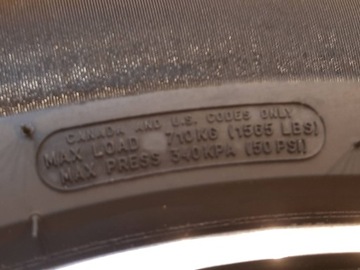 CANADA AND U.S. CODES ONLY
MAX LOAD 710KG (1565 LBS)
MAX PRESS 340KPA (50PSI)